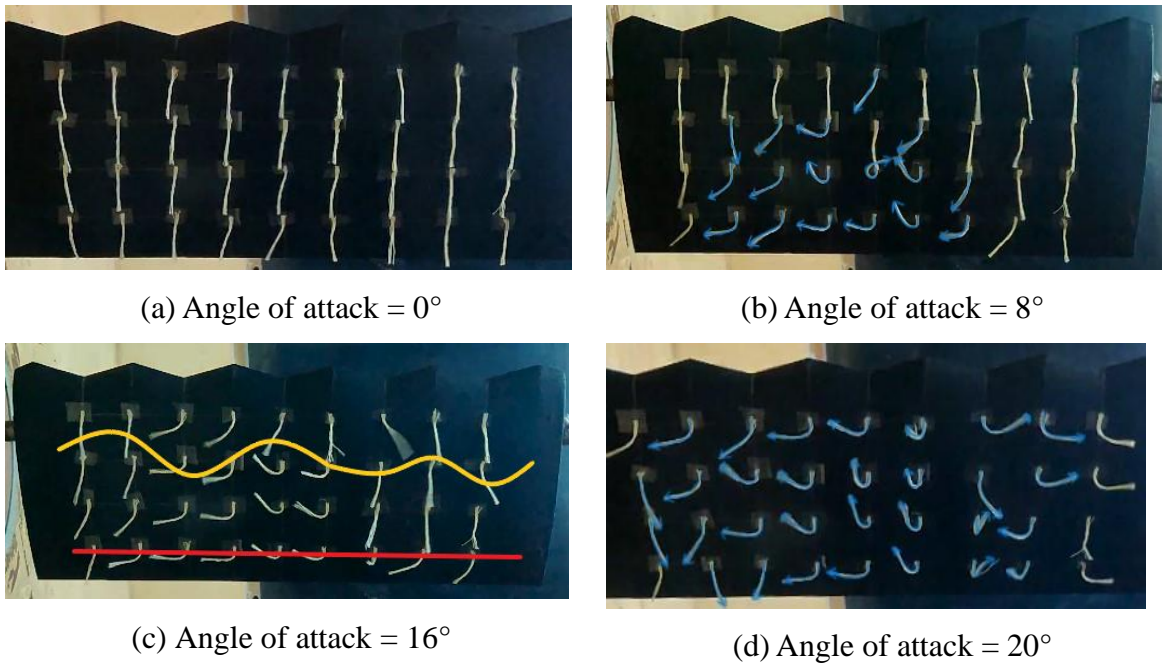 (a) Angle of attack = 0°
(b) Angle of attack = 8°
(c) Angle of attack = 16°
(d) Angle of attack = 20°